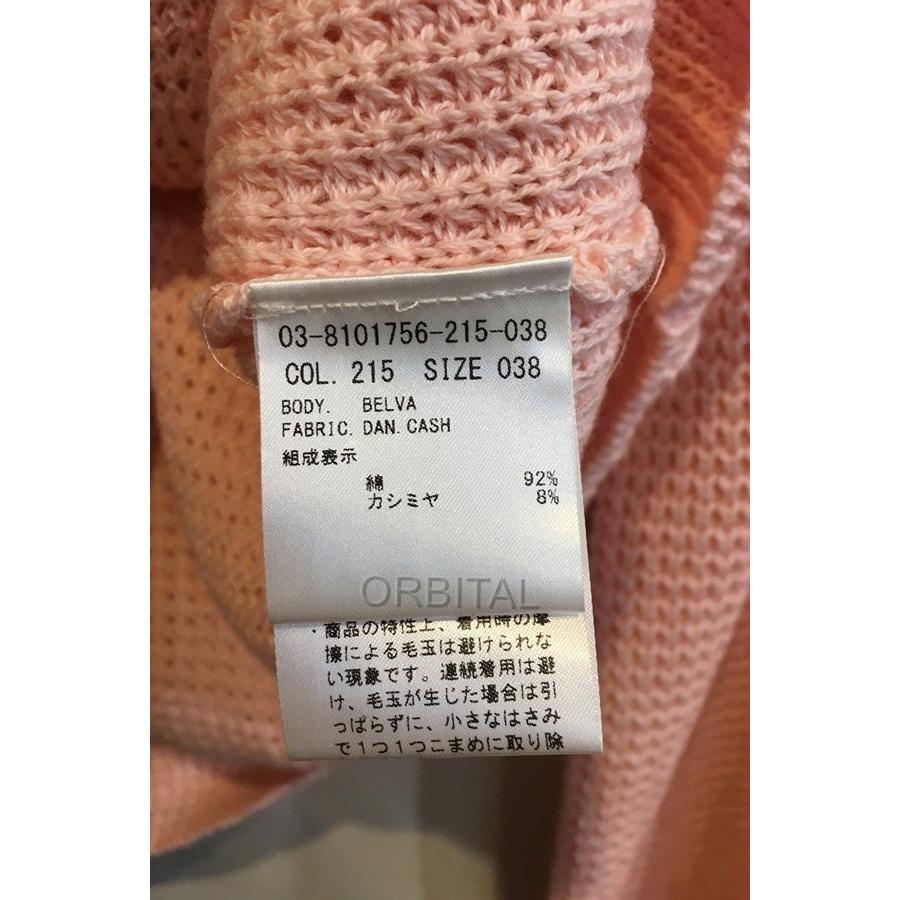 03-8101756-215-038
COL. 215 SIZE 038
BODY. BELVA
FABRIC. DAN. CASH
組成表示
綿 92%
カシミヤ 8%
ORBITAL
・商品の特性上、着用時の摩
擦による毛玉は避けられな
い現象です。連続着用は避
け、毛玉が生じた場合は引
っぱらずに、小さなはさみ
で1つ1つこまめに取り除